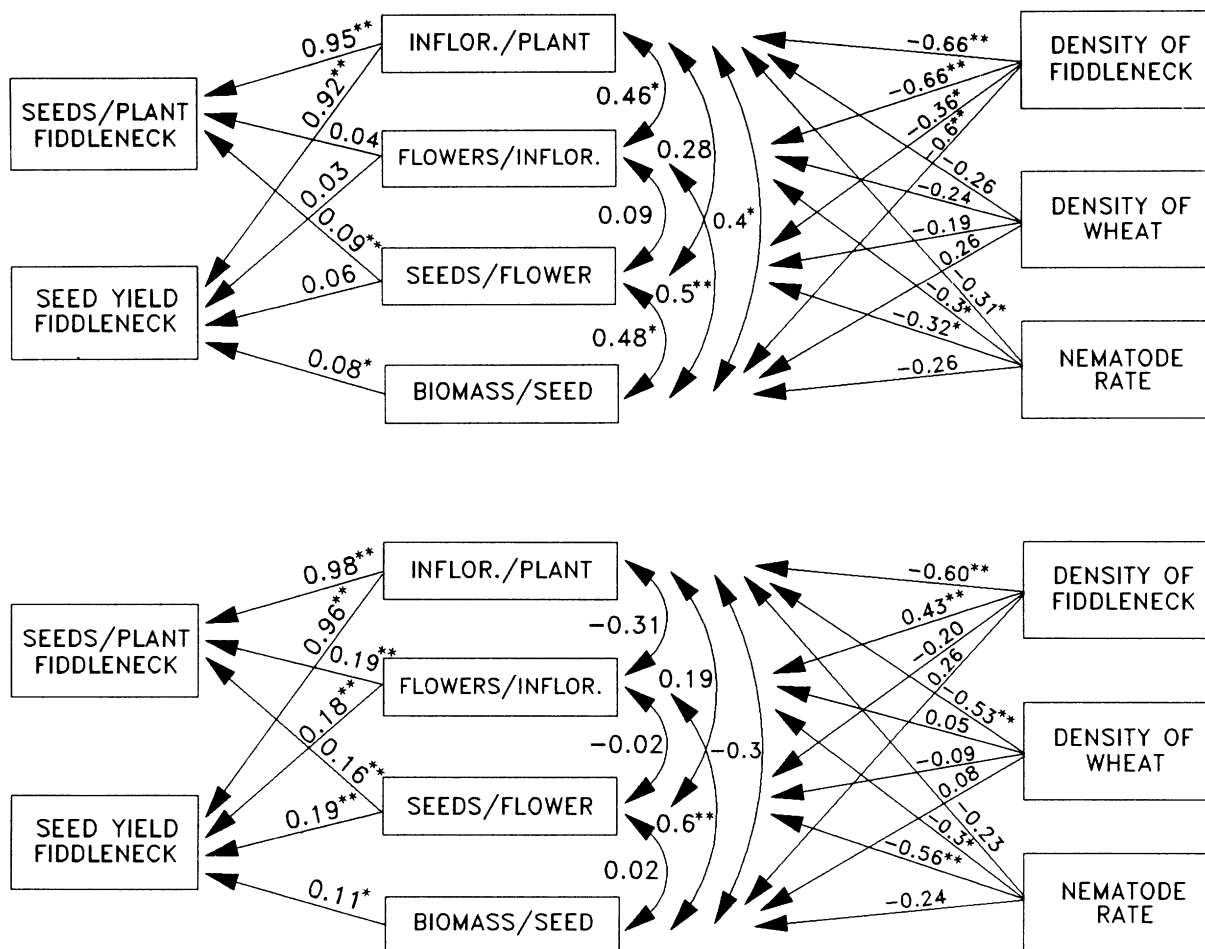 INFLOR./PLANT
DENSITY OF
FIDDLENECK
0.95**
-0.66**
0.92**
-0.66**
0.46*
SEEDS/PLANT
FIDDLENECK
-0.36*
-0.6**
0.04
FLOWERS/INFLOR.
0.28
0.03
-0.26
-0.24
DENSITY OF
WHEAT
0.09
0.4*
-0.19
0.09**
0.26
SEEDS/FLOWER
SEED YIELD
FIDDLENECK
0.06
0.5**
-0.31*
-0.3*
-0.32*
0.48*
NEMATODE
RATE
0.08*
-0.26
BIOMASS/SEED
INFLOR./PLANT
DENSITY OF
FIDDLENECK
0.98**
-0.60**
0.96**
0.43**
-0.31
SEEDS/PLANT
FIDDLENECK
-0.20
0.26
0.19**
FLOWERS/INFLOR.
0.19
0.18**
-0.53**
0.05
DENSITY OF
WHEAT
-0.02
-0.3
-0.09
0.16**
0.08
SEEDS/FLOWER
SEED YIELD
FIDDLENECK
0.19**
0.6**
-0.23
-0.3*
-0.56**
0.02
NEMATODE
RATE
0.11*
-0.24
BIOMASS/SEED